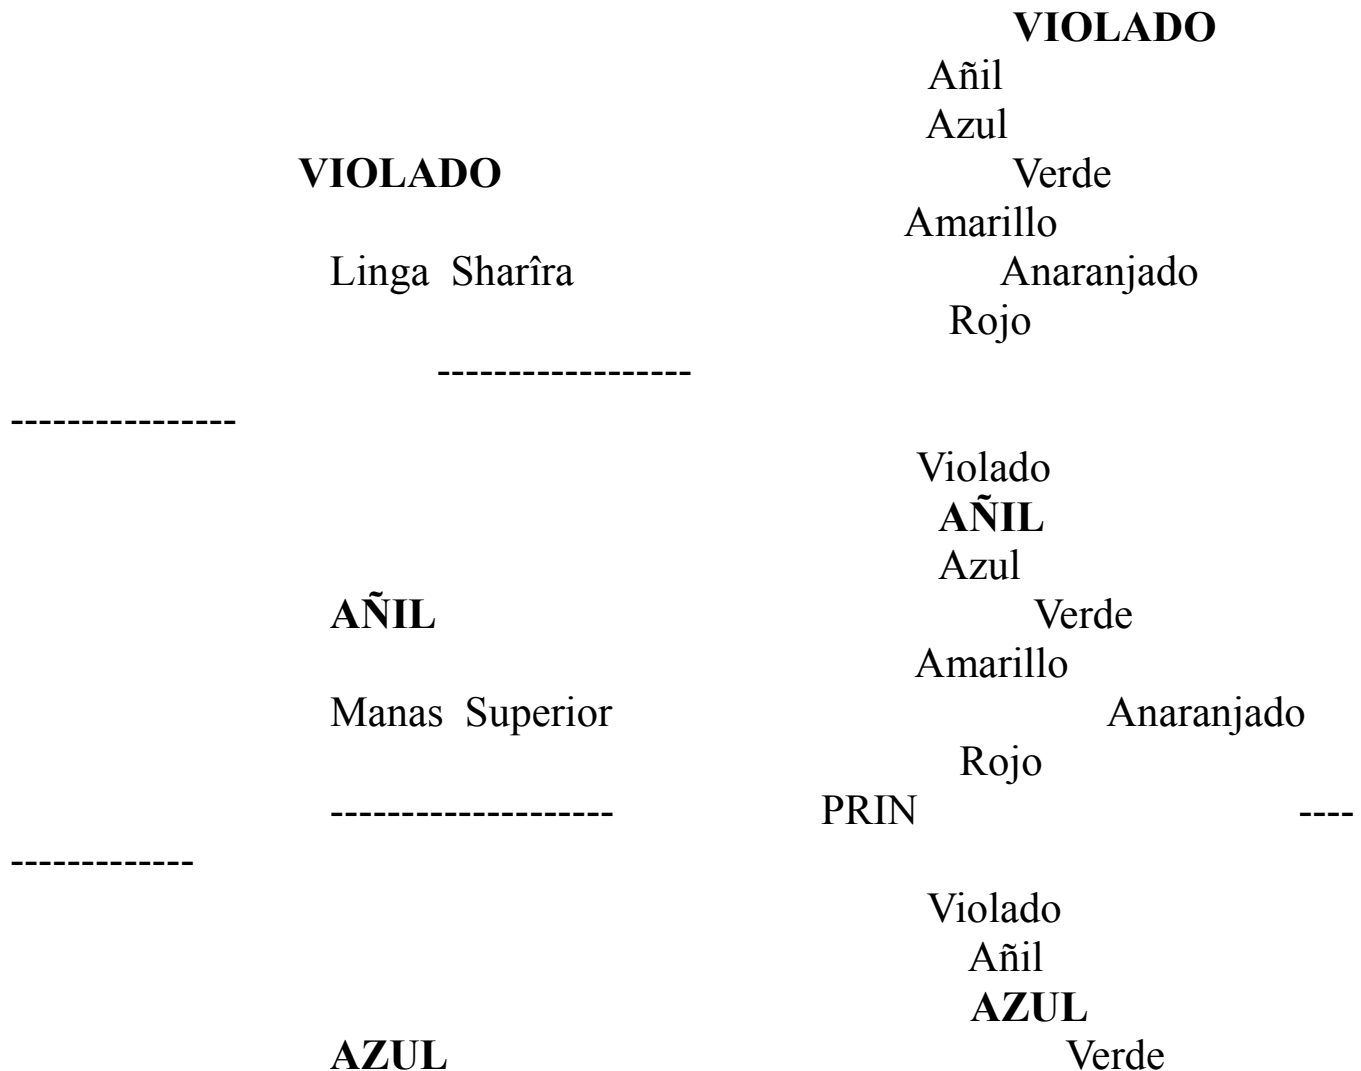 VIOLADO
Añil
Azul
VIOLADO Verde
Amarillo
Linga Sharîra Anaranjado
Rojo
------------------
----------------
Violado
AÑIL
Azul
AÑIL Verde
Amarillo
Manas Superior Anaranjado
Rojo
-------------------- PRIN ----
-------------
Violado
Añil
AZUL
AZUL Verde